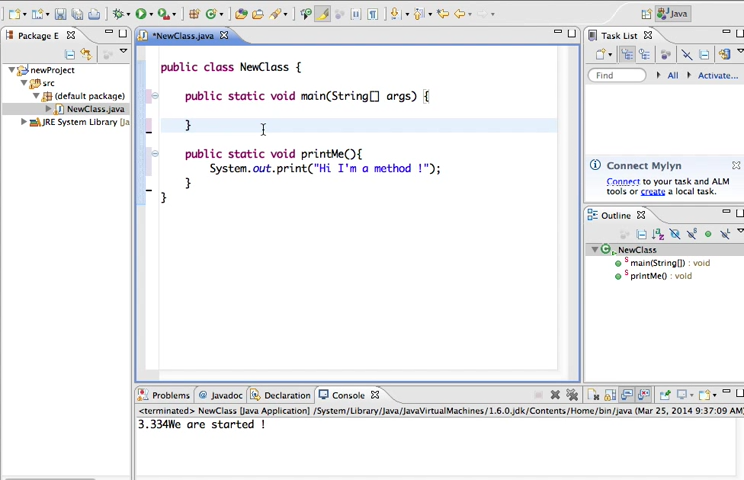 Java
Package E
*NewClass.java
Task List
newProject
src
(default package)
NewClass.java
JRE System Library (
public class NewClass {
public static void main(String[] args) {
}
public static void printMe(){
System.out.print("Hi I'm a method !");
}
}
Find
All
Activate...
Connect Mylyn
Connect to your task and ALM
tools or create a local task.
Outline
NewClass
main(String[]) : void
printMe() : void
Problems
Javadoc
Declaration
Console
<terminated> NewClass [Java Application] /System/Library/Java/JavaVirtualMachines/1.6.0.jdk/Contents/Home/bin/java (Mar 25, 2014 9:37:09 AM)
3.334We are started !